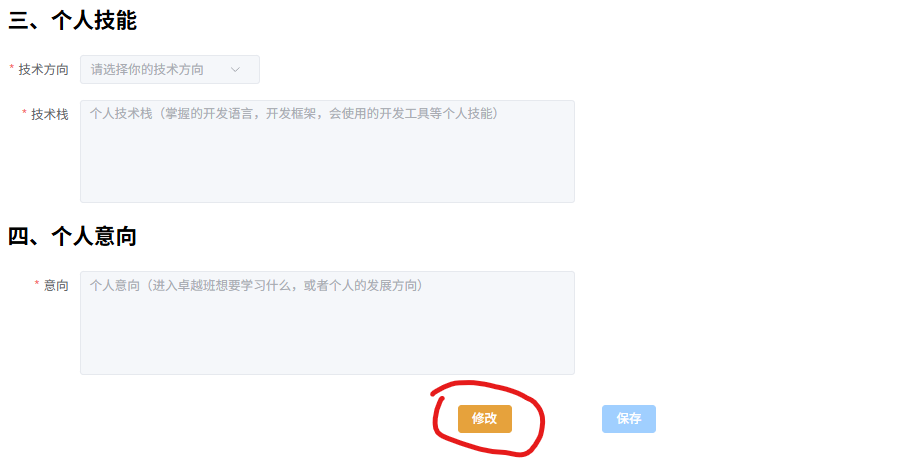 三、个人技能
* 技术方向 请选择你的技术方向
* 技术栈 个人技术栈（掌握的开发语言，开发框架，会使用的开发工具等个人技能）
四、个人意向
* 意向 个人意向（进入卓越班想要学习什么，或者个人的发展方向）
修改 保存